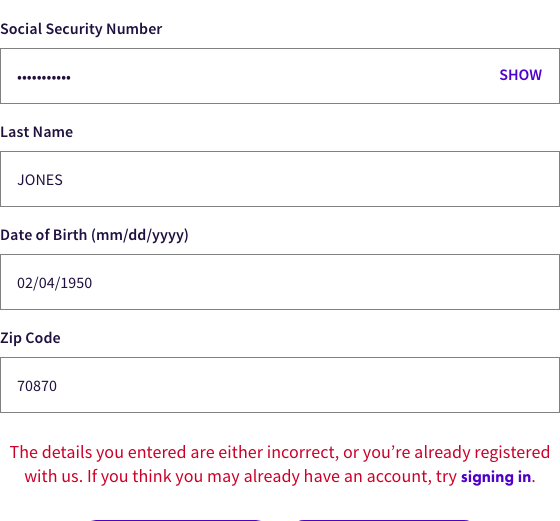 Social Security Number
••••••••••• SHOW
Last Name
JONES
Date of Birth (mm/dd/yyyy)
02/04/1950
Zip Code
70870
The details you entered are either incorrect, or you’re already registered
with us. If you think you may already have an account, try signing in.